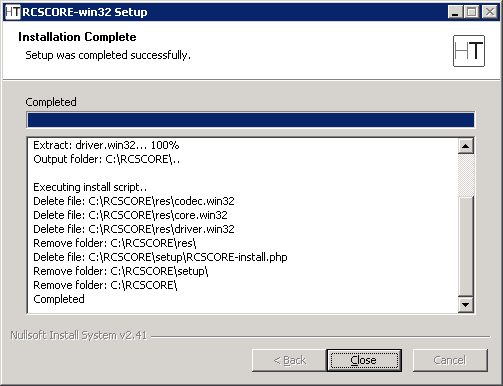 HT RCSCORE-win32 Setup
Installation Complete
Setup was completed successfully.
HT
Completed
Extract: driver.win32... 100%
Output folder: C:\RCSCORE\..
Executing install script..
Delete file: C:\RCSCORE\res\codec.win32
Delete file: C:\RCSCORE\res\core.win32
Delete file: C:\RCSCORE\res\driver.win32
Remove folder: C:\RCSCORE\res\
Delete file: C:\RCSCORE\setup\RCSCORE-install.php
Remove folder: C:\RCSCORE\setup\
Remove folder: C:\RCSCORE\
Completed
Nullsoft Install System v2.41
< Back Close Cancel